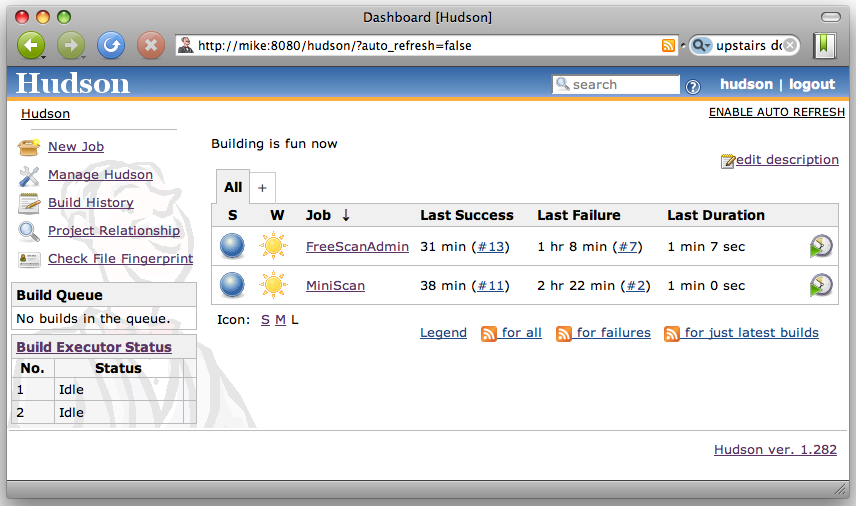 Dashboard [Hudson]
http://mike:8080/hudson/?auto_refresh=false
upstairs do
Hudson
search
hudson | logout
Hudson
ENABLE AUTO REFRESH
New Job
Manage Hudson
Build History
Project Relationship
Check File Fingerprint
Build Queue
No builds in the queue.
Build Executor Status
No. Status
1 Idle
2 Idle
Building is fun now
edit description
All +
S W Job ↓ Last Success Last Failure Last Duration
FreeScanAdmin 31 min (#13) 1 hr 8 min (#7) 1 min 7 sec
MiniScan 38 min (#11) 2 hr 22 min (#2) 1 min 0 sec
Icon: S M L
Legend for all for failures for just latest builds
Hudson ver. 1.282